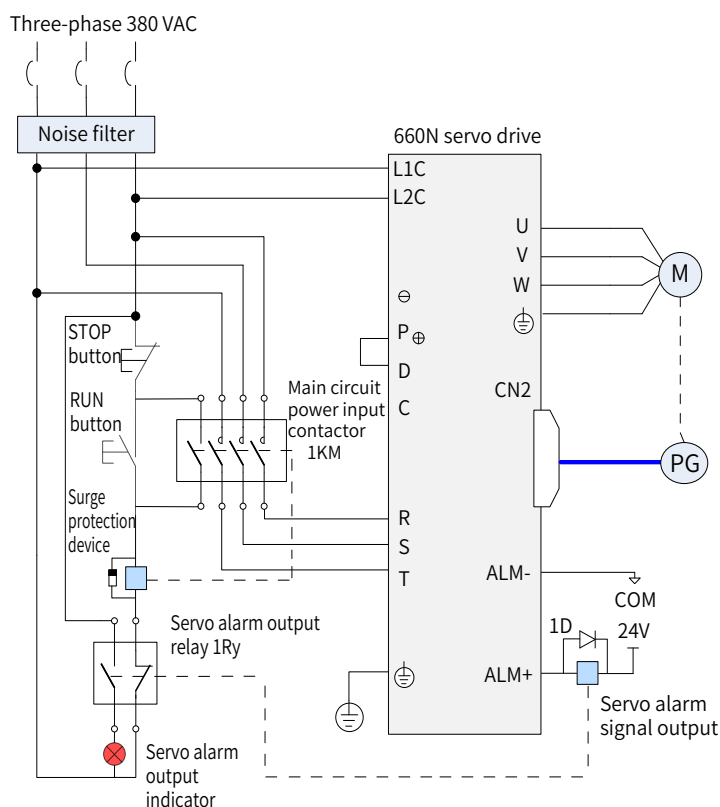 Three-phase 380 VAC
Noise filter
660N servo drive
L1C
L2C
U
V
W
M
⊖
P⊕
D
C
STOP
button
RUN
button
Main circuit
power input
contactor
1KM
CN2
PG
Surge
protection
device
R
S
T
ALM-
COM
1D
24V
ALM+
Servo alarm output
relay 1Ry
Servo alarm
signal output
Servo alarm
output
indicator